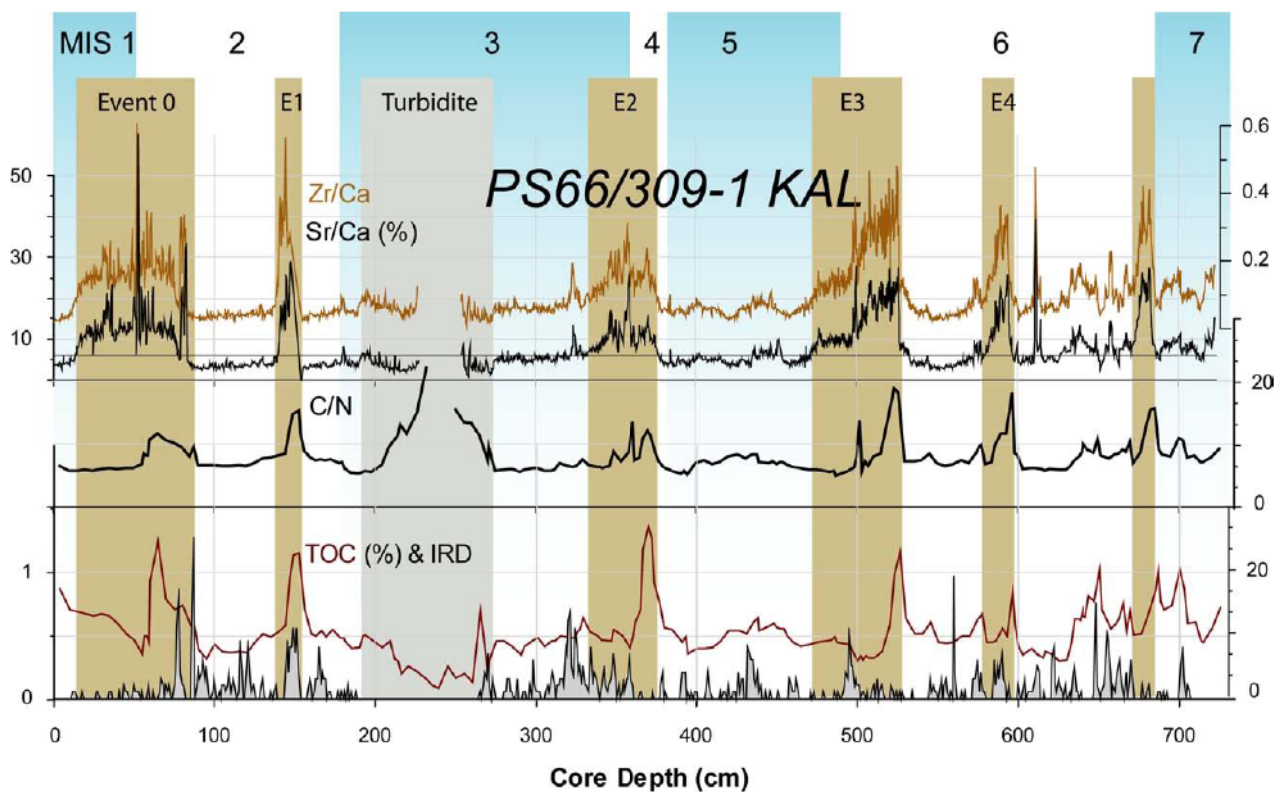 MIS 1 2 3 4 5 6 7
Event 0 E1 Turbidite E2 E3 E4
PS66/309-1 KAL
Zr/Ca
Sr/Ca (%)
50
30
10
0.6
0.4
0.2
C/N
20
10
0
TOC (%) & IRD
1
0
20
10
0
0 100 200 300 400 500 600 700
Core Depth (cm)